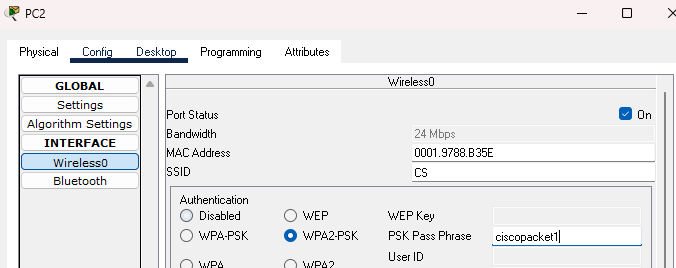 PC2
Physical Config Desktop Programming Attributes
GLOBAL
Settings
Algorithm Settings
INTERFACE
Wireless0
Bluetooth
Wireless0
Port Status On
Bandwidth 24 Mbps
MAC Address 0001.9788.B35E
SSID CS
Authentication
Disabled WEP WEP Key
WPA-PSK WPA2-PSK PSK Pass Phrase ciscopacket1
WPA WPA2 User ID